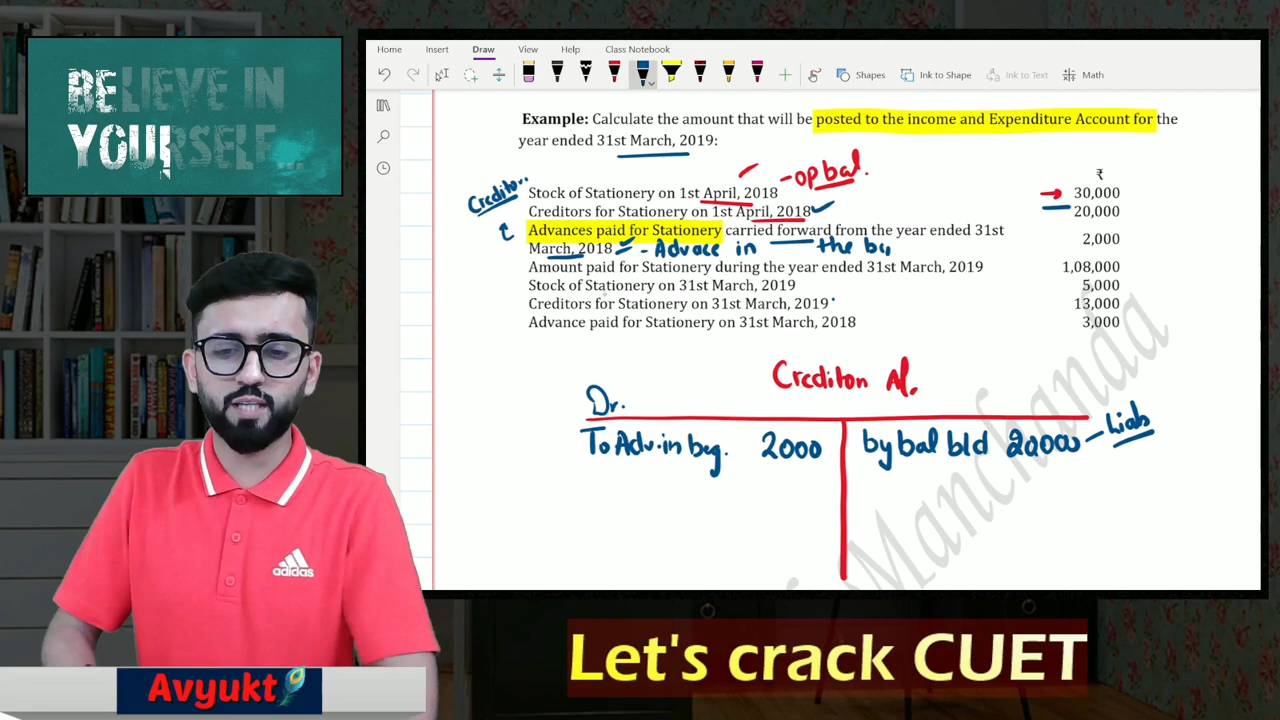 BELIEVE IN
YOURSELF...
Home Insert Draw View Help Class Notebook
Shapes Ink to Shape Ink to Text Math
Example: Calculate the amount that will be posted to the income and Expenditure Account for the
year ended 31st March, 2019:
₹
Stock of Stationery on 1st April, 2018 - op bal. 30,000
Creditors for Stationery on 1st April, 2018 20,000
Advances paid for Stationery carried forward from the year ended 31st
March, 2018 - Advace in the 2,000
Amount paid for Stationery during the year ended 31st March, 2019 1,08,000
Stock of Stationery on 31st March, 2019 5,000
Creditors for Stationery on 31st March, 2019 13,000
Advance paid for Stationery on 31st March, 2018 3,000
Dr.
To Adv. in beg. 2000 by bal b/d 20000 - Liab
Manchanda
Let's crack CUET
Avyukt
adidas